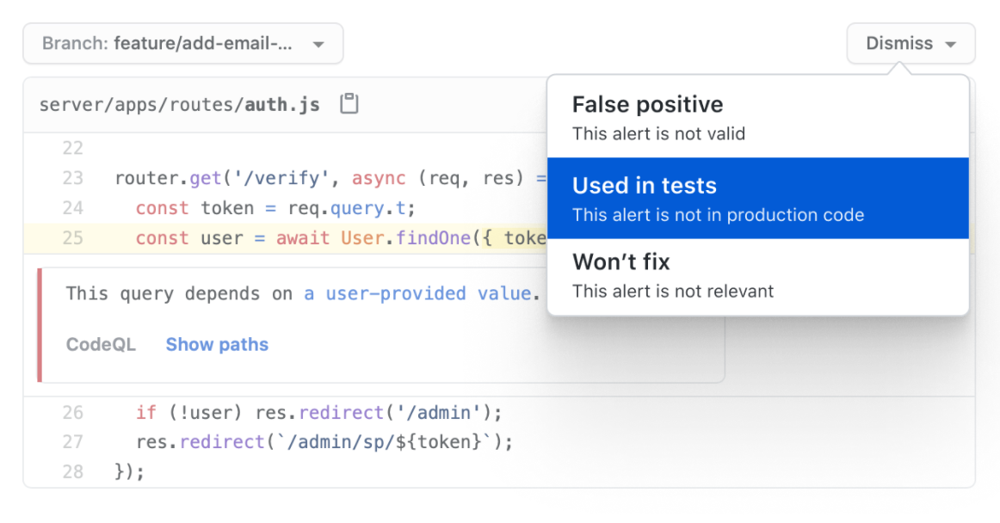 Branch: feature/add-email-...
Dismiss
server/apps/routes/auth.js
False positive
This alert is not valid
Used in tests
This alert is not in production code
Won’t fix
This alert is not relevant
22
23 router.get('/verify', async (req, res) =
24 const token = req.query.t;
25 const user = await User.findOne({ toke
This query depends on a user-provided value.
CodeQL Show paths
26 if (!user) res.redirect('/admin');
27 res.redirect(`/admin/sp/${token}`);
28 });